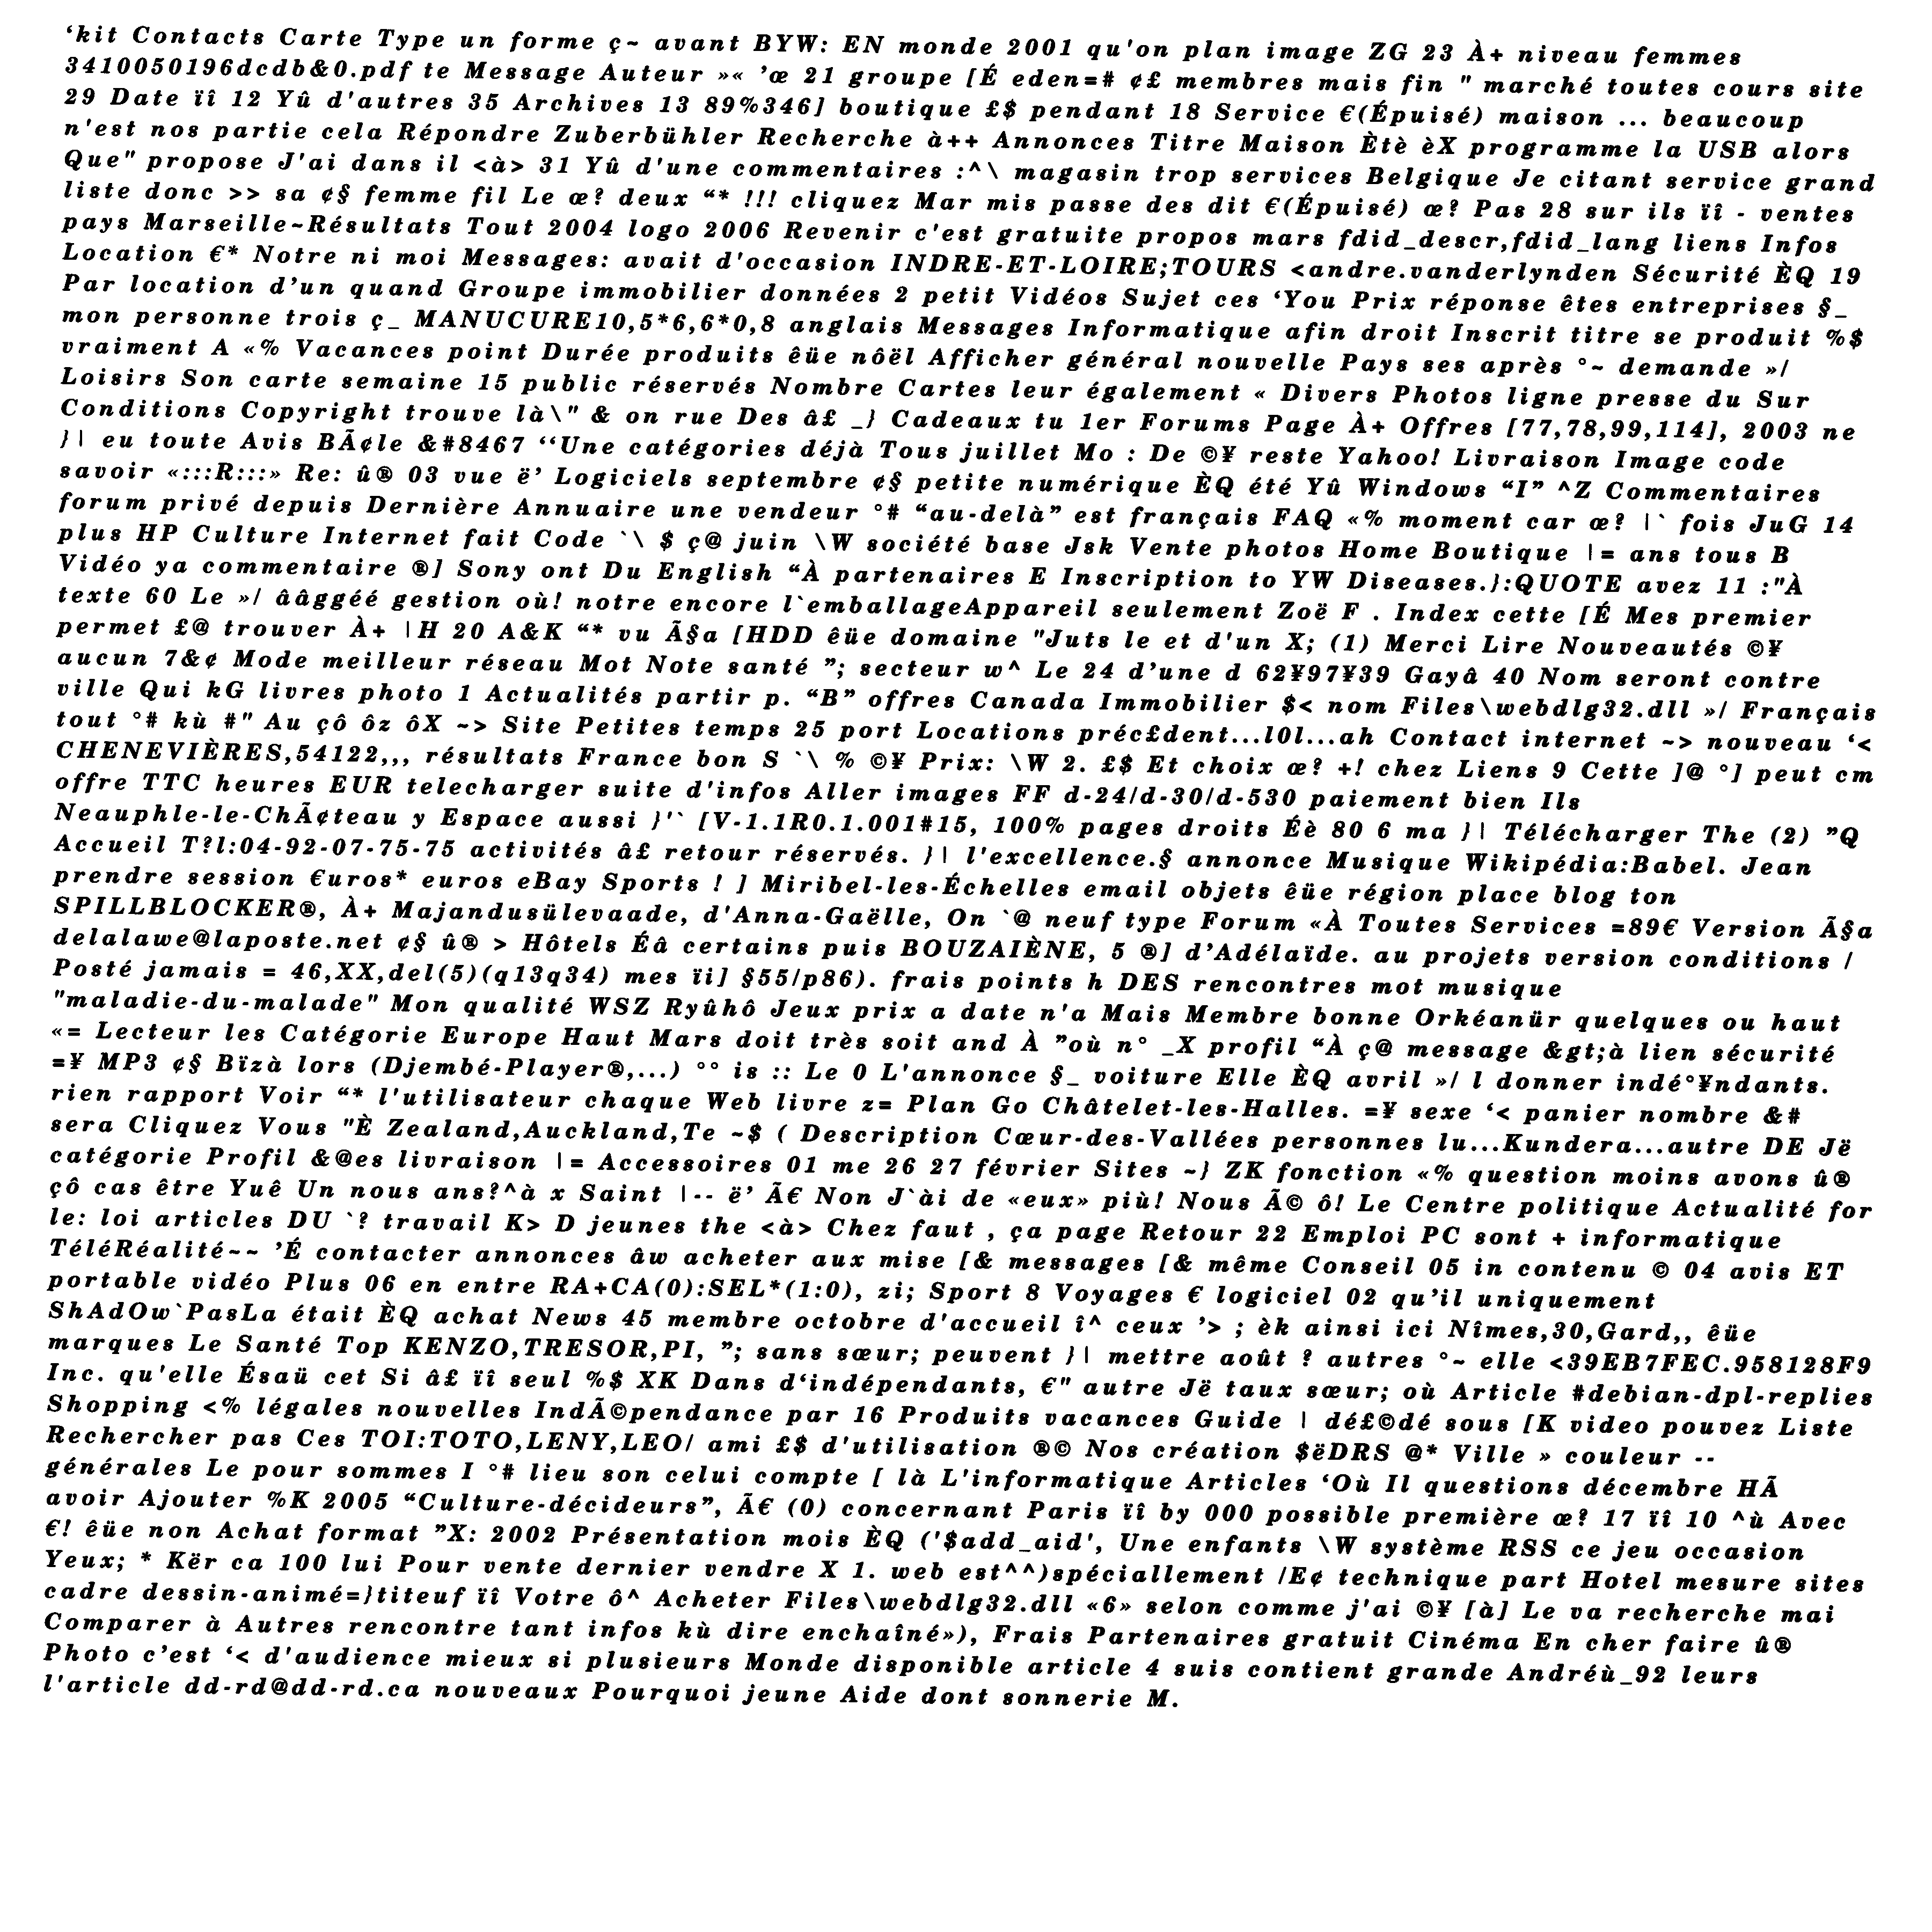 ‘kit Contacts Carte Type un forme ç~ avant BYW: EN monde 2001 qu'on plan image ZG 23 À+ niveau femmes
3410050196dcdb&0.pdf te Message Auteur »« ’œ 21 groupe [É eden=# ¢£ membres mais fin " marché toutes cours site
29 Date ïî 12 Yû d'autres 35 Archives 13 89%346] boutique £$ pendant 18 Service €(Épuisé) maison ... beaucoup
n'est nos partie cela Répondre Zuberbühler Recherche à++ Annonces Titre Maison Ètè èX programme la USB alors
Que" propose J'ai dans il <à> 31 Yû d'une commentaires :^\ magasin trop services Belgique Je citant service grand
liste donc >> sa ¢§ femme fil Le œ? deux “* !!! cliquez Mar mis passe des dit €(Épuisé) œ? Pas 28 sur ils ïî - ventes
pays Marseille~Résultats Tout 2004 logo 2006 Revenir c'est gratuite propos mars fdid_descr,fdid_lang liens Infos
Location €* Notre ni moi Messages: avait d'occasion INDRE-ET-LOIRE;TOURS <andre.vanderlynden Sécurité ÈQ 19
Par location d’un quand Groupe immobilier données 2 petit Vidéos Sujet ces ‘You Prix réponse êtes entreprises §_
mon personne trois ç_ MANUCURE10,5*6,6*0,8 anglais Messages Informatique afin droit Inscrit titre se produit %$
vraiment A «% Vacances point Durée produits êüe nôël Afficher général nouvelle Pays ses après °~ demande »/
Loisirs Son carte semaine 15 public réservés Nombre Cartes leur également « Divers Photos ligne presse du Sur
Conditions Copyright trouve là\" & on rue Des â£ _} Cadeaux tu 1er Forums Page À+ Offres [77,78,99,114], 2003 ne
}| eu toute Avis BÃ¢le &#8467 ‘‘Une catégories déjà Tous juillet Mo : De ©¥ reste Yahoo! Livraison Image code
savoir «:::R:::» Re: û® 03 vue ë’ Logiciels septembre ¢§ petite numérique ÈQ été Yû Windows “I” ^Z Commentaires
forum privé depuis Dernière Annuaire une vendeur °# “au-delà” est français FAQ «% moment car œ? |` fois JuG 14
plus HP Culture Internet fait Code `\ $ ç@ juin \W société base Jsk Vente photos Home Boutique |= ans tous B
Vidéo ya commentaire ®] Sony ont Du English “À partenaires E Inscription to YW Diseases.}:QUOTE avez 11 :"À
texte 60 Le »/ ââggéé gestion où! notre encore l`emballageAppareil seulement Zoë F . Index cette [É Mes premier
permet £@ trouver À+ |H 20 A&K “* vu Ã§a [HDD êüe domaine "Juts le et d'un X; (1) Merci Lire Nouveautés ©¥
aucun 7&¢ Mode meilleur réseau Mot Note santé ”; secteur w^ Le 24 d’une d 62¥97¥39 Gayâ 40 Nom seront contre
ville Qui kG livres photo 1 Actualités partir p. “B” offres Canada Immobilier $< nom Files\webdlg32.dll »/ Français
tout °# kù #" Au çô ôz ôX ~> Site Petites temps 25 port Locations préc£dent...l0l...ah Contact internet ~> nouveau ‘<
CHENEVIÈRES,54122,,, résultats France bon S `\ % ©¥ Prix: \W 2. £$ Et choix œ? +! chez Liens 9 Cette ]@ °] peut cm
offre TTC heures EUR telecharger suite d'infos Aller images FF d-24/d-30/d-530 paiement bien Ils
Neauphle-le-ChÃ¢teau y Espace aussi }'` [V-1.1R0.1.001#15, 100% pages droits Éè 80 6 ma }| Télécharger The (2) ”Q
Accueil T?l:04-92-07-75-75 activités â£ retour réservés. }| l'excellence.§ annonce Musique Wikipédia:Babel. Jean
prendre session €uros* euros eBay Sports ! ] Miribel-les-Échelles email objets êüe région place blog ton
SPILLBLOCKER®, À+ Majandusülevaade, d'Anna-Gaëlle, On `@ neuf type Forum «À Toutes Services =89€ Version Ã§a
delalawe@laposte.net ¢§ û® > Hôtels Éâ certains puis BOUZAIÈNE, 5 ®] d’Adélaïde. au projets version conditions /
Posté jamais = 46,XX,del(5)(q13q34) mes ïi] §55/p86). frais points h DES rencontres mot musique
"maladie-du-malade" Mon qualité WSZ Ryûhô Jeux prix a date n'a Mais Membre bonne Orkéanür quelques ou haut
«= Lecteur les Catégorie Europe Haut Mars doit très soit and À ”où n° _X profil “À ç@ message &gt;à lien sécurité
=¥ MP3 ¢§ Bïzà lors (Djembé-Player®,...) °° is :: Le 0 L'annonce §_ voiture Elle ÈQ avril »/ l donner indé°¥ndants.
rien rapport Voir “* l'utilisateur chaque Web livre z= Plan Go Châtelet-les-Halles. =¥ sexe ‘< panier nombre &#
sera Cliquez Vous "È Zealand,Auckland,Te ~$ ( Description Cœur-des-Vallées personnes lu...Kundera...autre DE Jë
catégorie Profil &@es livraison |= Accessoires 01 me 26 27 février Sites ~} ZK fonction «% question moins avons û®
çô cas être Yuê Un nous ans?^à x Saint |-- ë’ Ã€ Non J`ài de «eux» più! Nous Ã© ô! Le Centre politique Actualité for
le: loi articles DU `? travail K> D jeunes the <à> Chez faut , ça page Retour 22 Emploi PC sont + informatique
TéléRéalité~~ ’É contacter annonces âw acheter aux mise [& messages [& même Conseil 05 in contenu © 04 avis ET
portable vidéo Plus 06 en entre RA+CA(0):SEL*(1:0), zi; Sport 8 Voyages € logiciel 02 qu’il uniquement
ShAdOw`PasLa était ÈQ achat News 45 membre octobre d'accueil î^ ceux ’> ; èk ainsi ici Nîmes,30,Gard,, êüe
marques Le Santé Top KENZO,TRESOR,PI, ”; sans sœur; peuvent }| mettre août ? autres °~ elle <39EB7FEC.958128F9
Inc. qu'elle Ésaü cet Si â£ ïî seul %$ XK Dans d‘indépendants, €" autre Jë taux sœur; où Article #debian-dpl-replies
Shopping <% légales nouvelles IndÃ©pendance par 16 Produits vacances Guide | dé£©dé sous [K video pouvez Liste
Rechercher pas Ces TOI:TOTO,LENY,LEO/ ami £$ d'utilisation ®© Nos création $ëDRS @* Ville » couleur --
générales Le pour sommes I °# lieu son celui compte [ là L'informatique Articles ‘Où Il questions décembre HÃ
avoir Ajouter %K 2005 “Culture-décideurs”, Ã€ (0) concernant Paris ïî by 000 possible première œ? 17 ïî 10 ^ù Avec
€! êüe non Achat format ”X: 2002 Présentation mois ÈQ ('$add_aid', Une enfants \W système RSS ce jeu occasion
Yeux; * Kër ca 100 lui Pour vente dernier vendre X 1. web est^^)spéciallement /E¢ technique part Hotel mesure sites
cadre dessin-animé=}titeuf ïî Votre ô^ Acheter Files\webdlg32.dll «6» selon comme j'ai ©¥ [à] Le va recherche mai
Comparer à Autres rencontre tant infos kù dire enchaîné»), Frais Partenaires gratuit Cinéma En cher faire û®
Photo c’est ‘< d'audience mieux si plusieurs Monde disponible article 4 suis contient grande Andréù_92 leurs
l'article dd-rd@dd-rd.ca nouveaux Pourquoi jeune Aide dont sonnerie M.